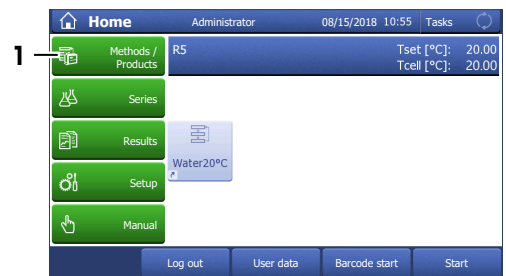 Home Administrator 08/15/2018 10:55 Tasks
1
Methods /
Products
R5 Tset [°C]: 20.00
Tcell [°C]: 20.00
Series
Results
Water20°C
Setup
Manual
Log out User data Barcode start Start